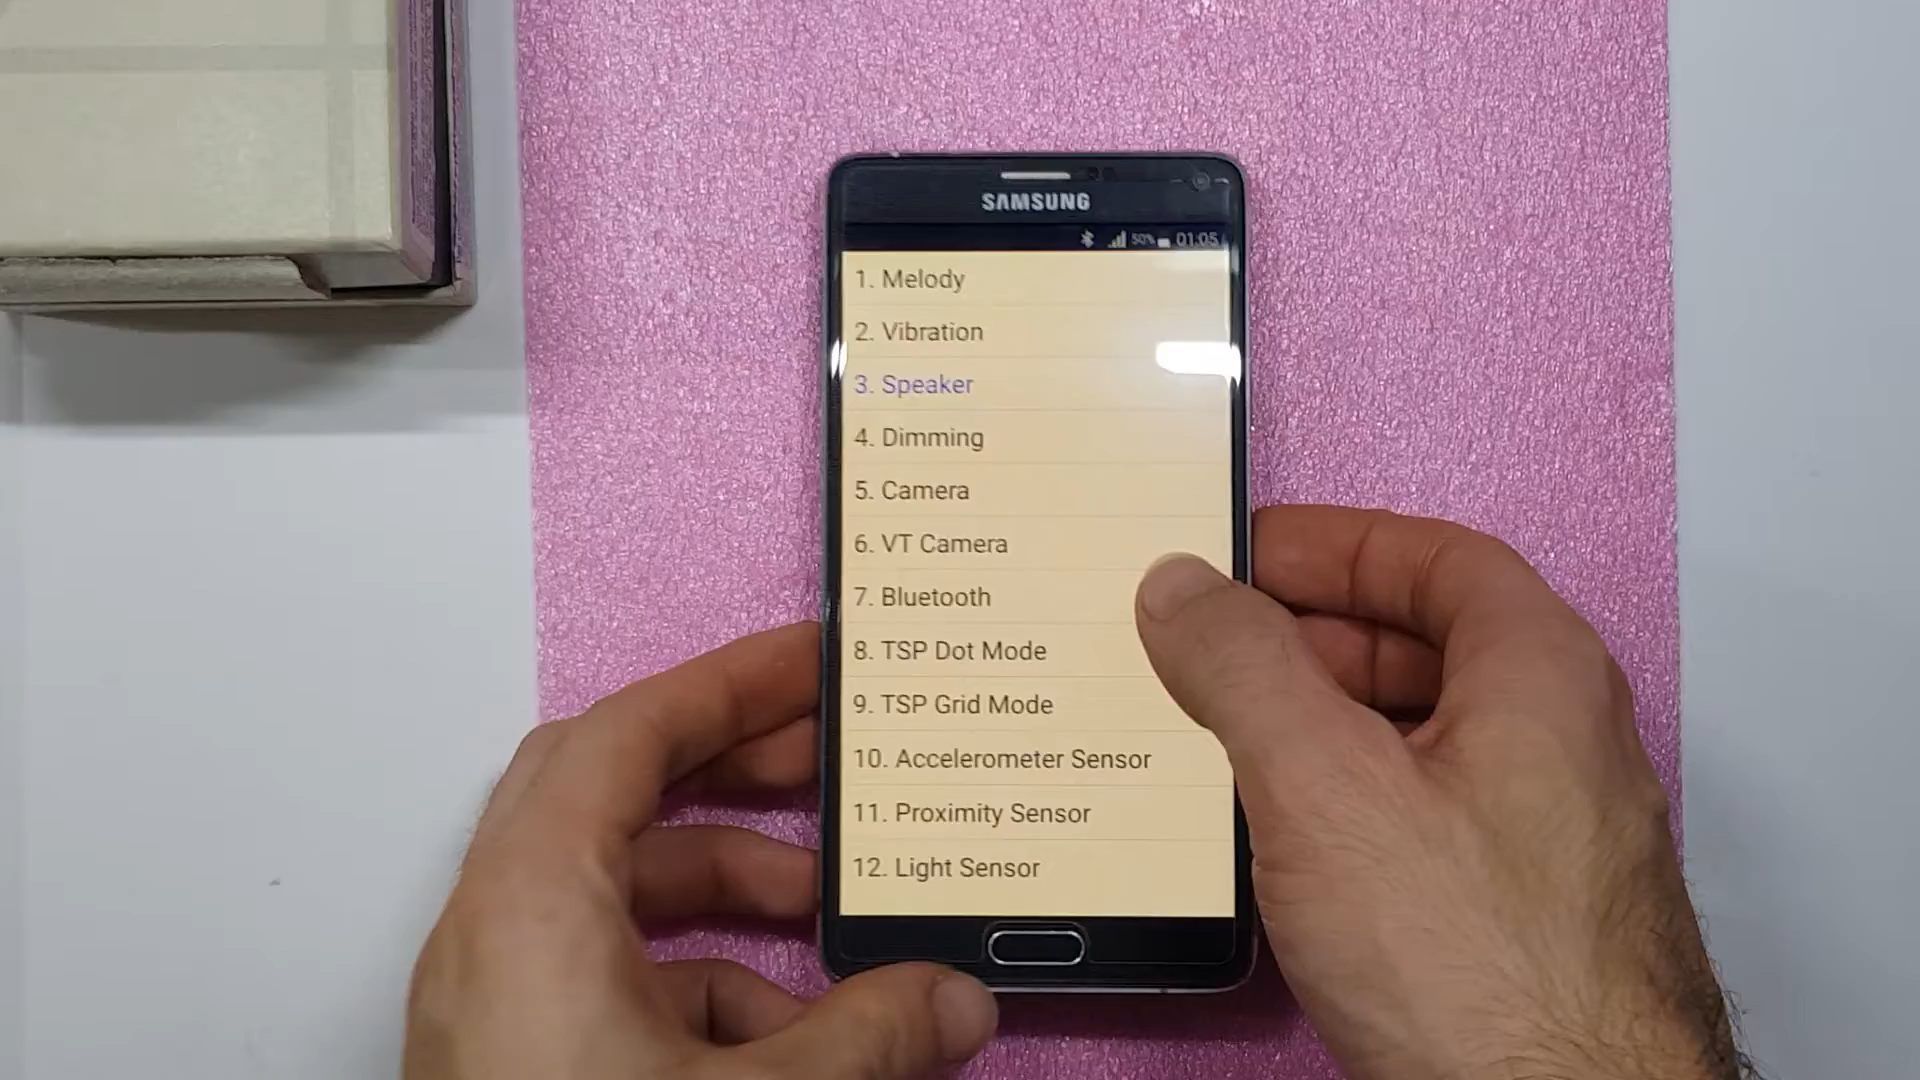 SAMSUNG
50% 01:05
1. Melody
2. Vibration
3. Speaker
4. Dimming
5. Camera
6. VT Camera
7. Bluetooth
8. TSP Dot Mode
9. TSP Grid Mode
10. Accelerometer Sensor
11. Proximity Sensor
12. Light Sensor